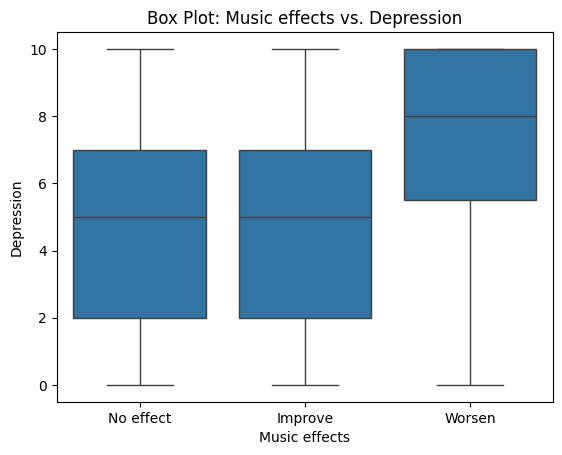 Box Plot: Music effects vs. Depression
10
8
6
4
2
0
Depression
No effect Improve Worsen
Music effects